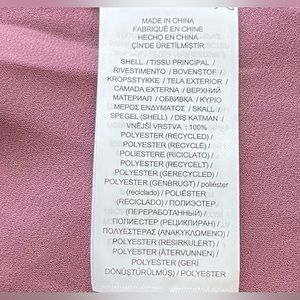 MADE IN CHINA
FABRIQUÉ EN CHINE
HECHO EN CHINA
ÇİN'DE ÜRETİLMİŞTİR
SHELL / TISSU PRINCIPAL /
RIVESTIMENTO / BOVENSTOF /
KROPPSTYKKE / TELA EXTERIOR /
CAMADA EXTERNA / ВЕРХНИЙ
МАТЕРИАЛ / ОБВИВКА / ΚΥΡΙΟ
ΜΕΡΟΣ ΕΝΔΥΜΑΤΟΣ / SKALL /
SPEGEL (SHELL) / DIŞ KATMAN /
VNĚJŠÍ VRSTVA : 100%
POLYESTER (RECYCLED) /
POLYESTER (RECYCLÉ) /
POLIESTERE (RICICLATO) /
POLYESTER (RECYCLET) /
POLYESTER (GERECYCLED) /
POLYESTER (GENBRUGT) / poliéster
(reciclado) / POLIÉSTER
(RECICLADO) / ПОЛИЭСТЕР
(ПЕРЕРАБОТАННЫЙ) /
ПОЛИЕСТЕР (РЕЦИКЛИРАН) /
ΠΟΛΥΕΣΤΕΡΑΣ (ΑΝΑΚΥΚΛΩΜΕΝΟ) /
POLYESTER (RESIRKULERT) /
POLYESTER (ÅTERVUNNEN) /
POLYESTER (GERİ
DÖNÜŞTÜRÜLMÜŞ) / POLYESTER